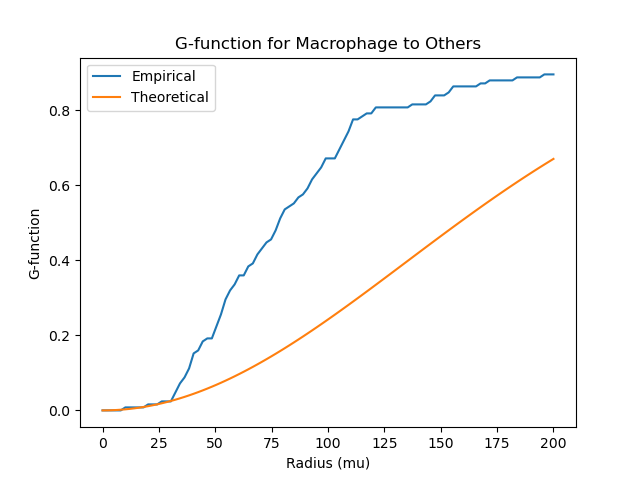 G-function for Macrophage to Others
Empirical
Theoretical
0.8
0.6
0.4
0.2
0.0
G-function
0 25 50 75 100 125 150 175 200
Radius (mu)